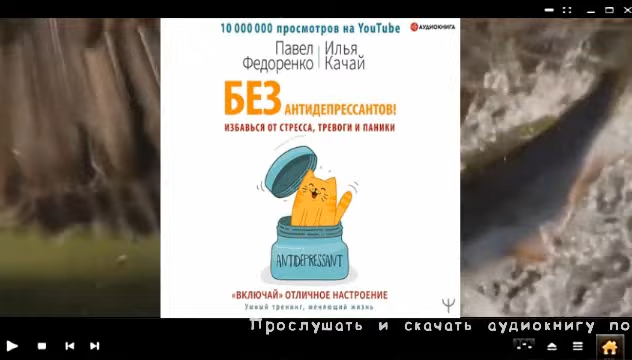 10 000 000 просмотров на YouTube
АУДИОКНИГА
Павел Федоренко
Илья Качай
БЕЗ АНТИДЕПРЕССАНТОВ!
ИЗБАВЬСЯ ОТ СТРЕССА, ТРЕВОГИ И ПАНИКИ
ANTIDEPRESSANT
«ВКЛЮЧАЙ» ОТЛИЧНОЕ НАСТРОЕНИЕ
Умный тренинг, меняющий жизнь
Прослушать и скачать аудиокнигу по